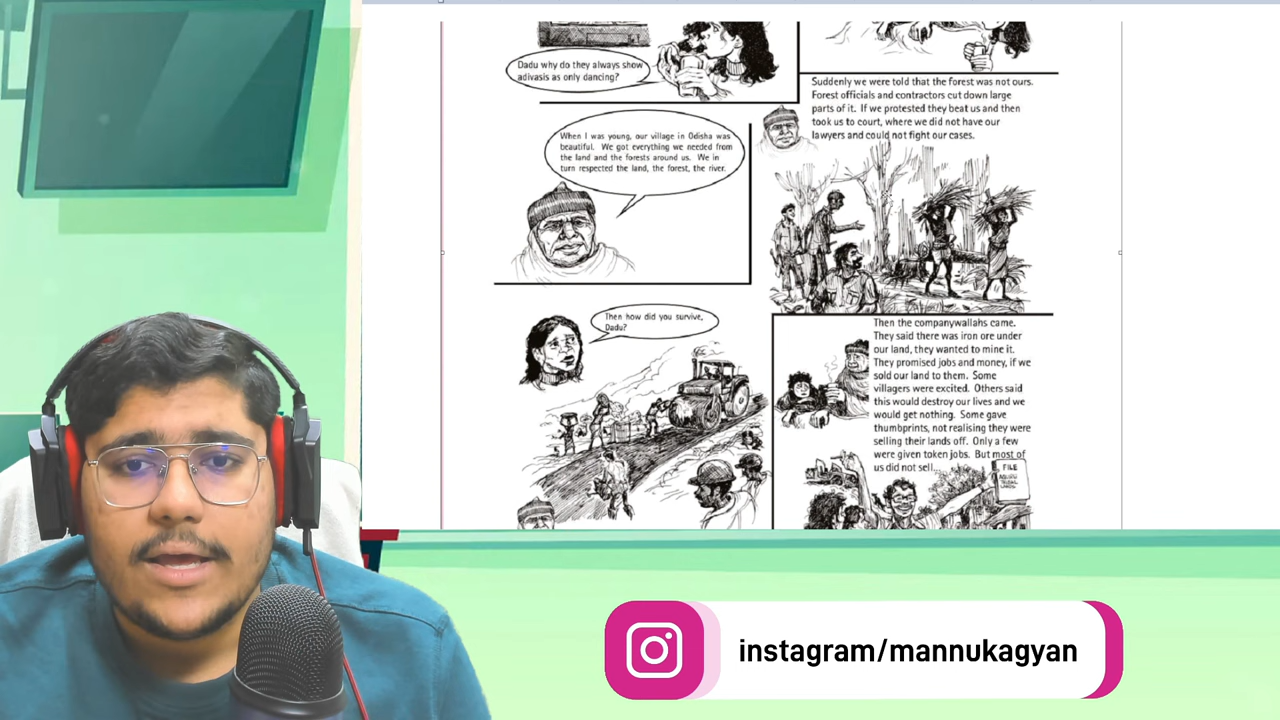 Dadu why do they always show
adivasis as only dancing?
When I was young, our village in Odisha was
beautiful. We got everything we needed from
the land and the forests around us. We in
turn respected the land, the forest, the river.
Suddenly we were told that the forest was not ours.
Forest officials and contractors cut down large
parts of it. If we protested they beat us and then
took us to court, where we did not have our
lawyers and could not fight our cases.
Then how did you survive,
Dadu?
Then the companywallahs came.
They said there was iron ore under
our land, they wanted to mine it.
They promised jobs and money, if we
sold our land to them. Some
villagers were excited. Others said
this would destroy our lives and we
would get nothing. Some gave
thumbprints, not realising they were
selling their lands off. Only a few
were given token jobs. But most of
us did not sell...
FILE
LANDS
instagram/mannukagyan